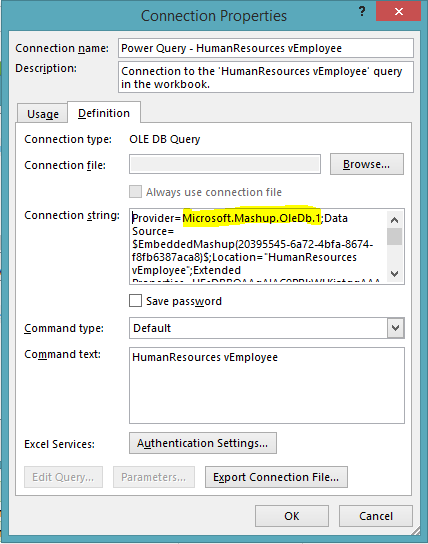 Connection Properties
Connection name: Power Query - HumanResources vEmployee
Description: Connection to the 'HumanResources vEmployee' query
in the workbook.
Usage Definition
Connection type: OLE DB Query
Connection file: Browse...
Always use connection file
Connection string: Provider=Microsoft.Mashup.OleDb.1;Data
Source=
$EmbeddedMashup(20395545-6a72-4bfa-8674-
f8fb6387aca8)$;Location="HumanResources
vEmployee";Extended
Save password
Command type: Default
Command text: HumanResources vEmployee
Excel Services: Authentication Settings...
Edit Query... Parameters... Export Connection File...
OK Cancel